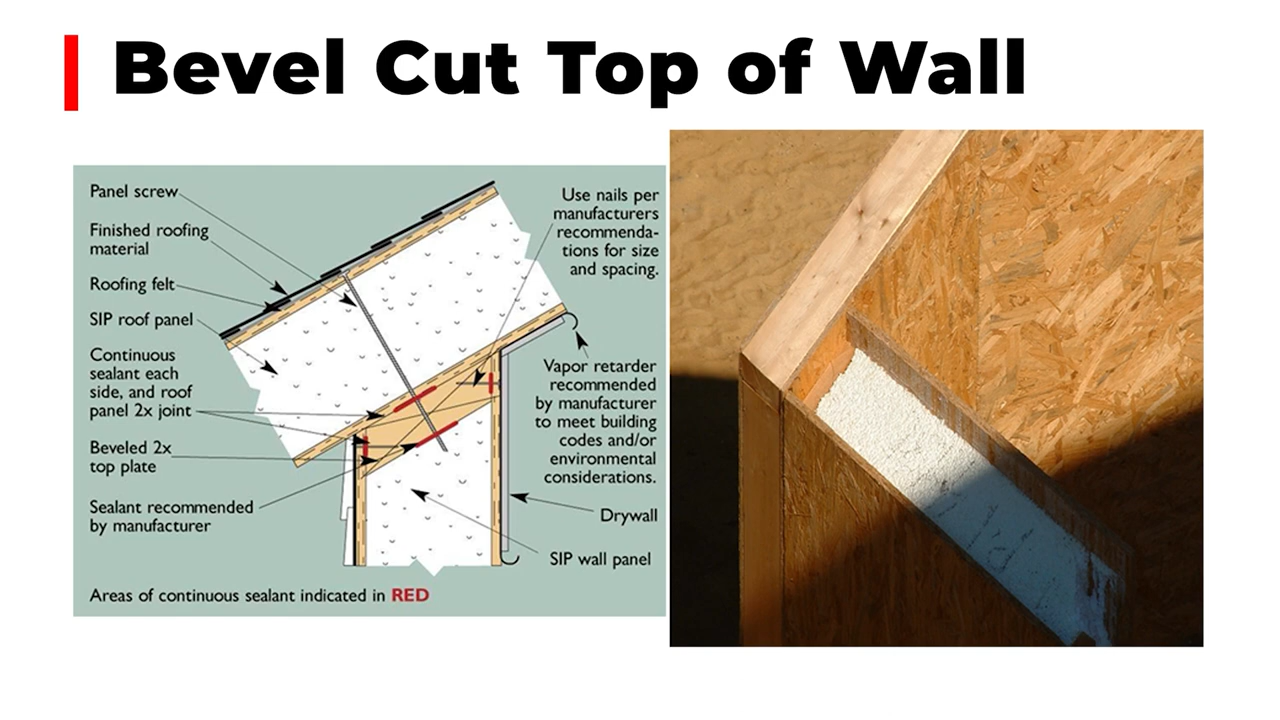 Bevel Cut Top of Wall
Panel screw
Finished roofing
material
Roofing felt
SIP roof panel
Continuous
sealant each
side, and roof
panel 2x joint
Beveled 2x
top plate
Sealant recommended
by manufacturer
Use nails per
manufacturers
recommenda-
tions for size
and spacing.
Vapor retarder
recommended
by manufacturer
to meet building
codes and/or
environmental
considerations.
Drywall
SIP wall panel
Areas of continuous sealant indicated in RED